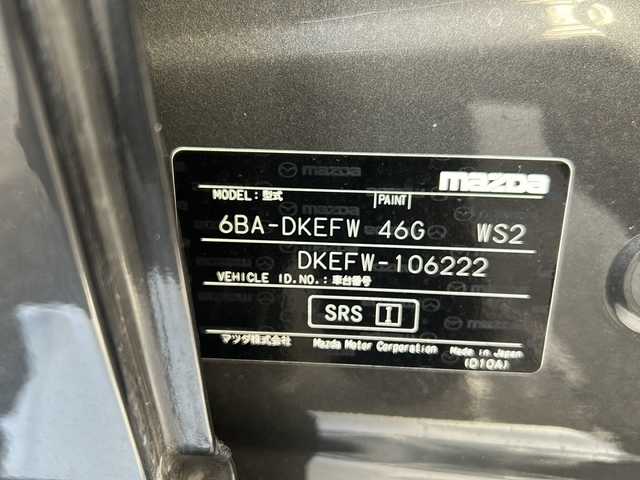 mazda
MODEL:型式 PAINT
6BA-DKEFW 46G WS2
DKEFW-106222
VEHICLE ID.NO.:車台番号
SRS I
マツダ株式会社 Mazda Motor Corporation Made in Japan
(D10A)